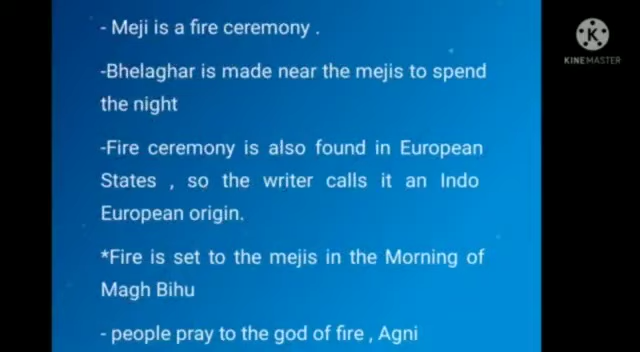 - Meji is a fire ceremony .
-Bhelaghar is made near the mejis to spend
the night
-Fire ceremony is also found in European
States , so the writer calls it an Indo
European origin.
*Fire is set to the mejis in the Morning of
Magh Bihu
- people pray to the god of fire , Agni
K
KINEMASTER